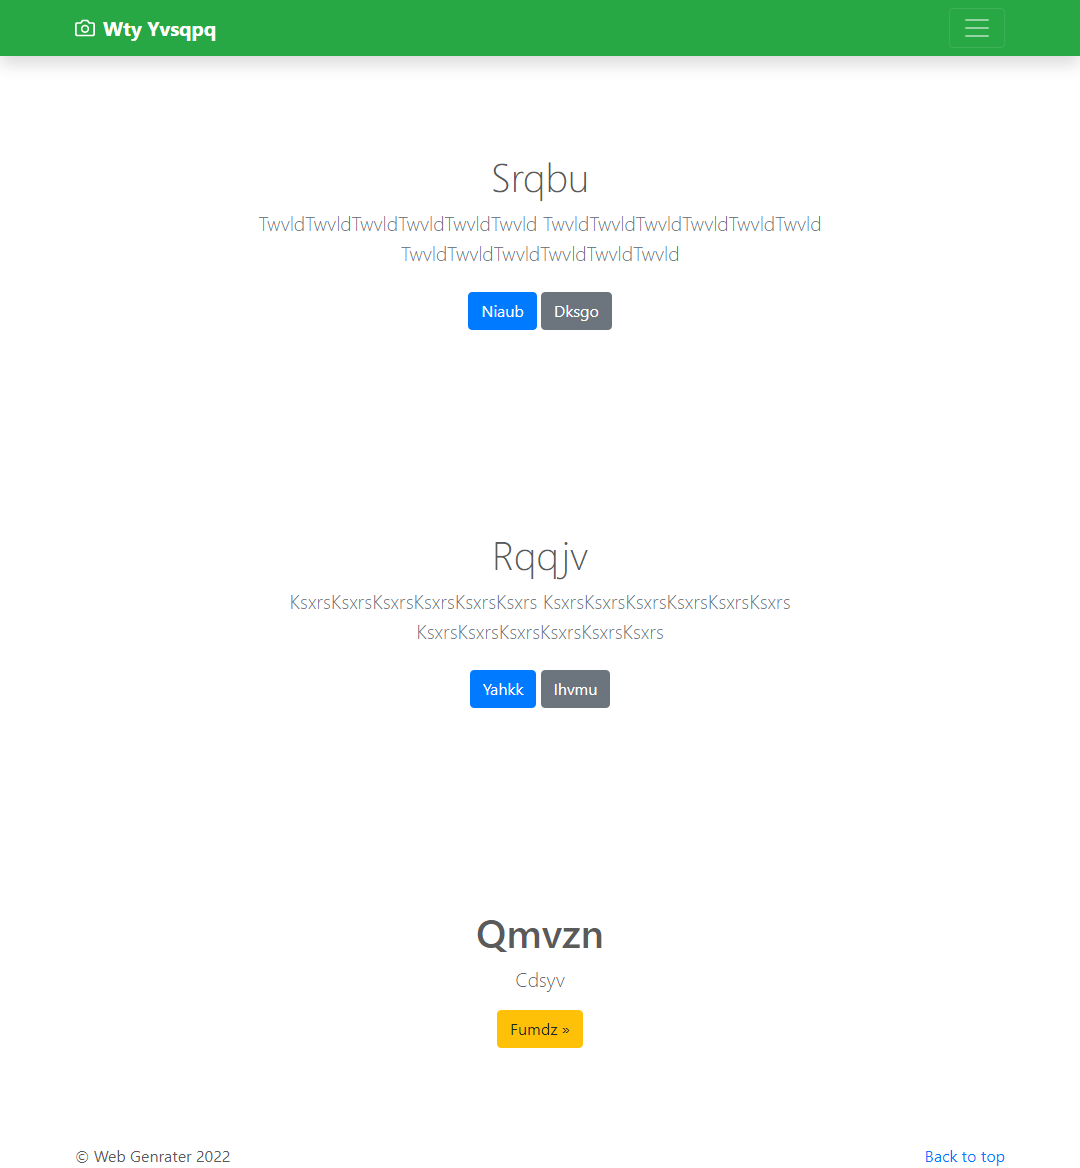 Wty Yvsqpq
Srqbu
TwvldTwvldTwvldTwvldTwvldTwvld TwvldTwvldTwvldTwvldTwvldTwvld
TwvldTwvldTwvldTwvldTwvldTwvld
Niaub Dksgo
Rqqjv
KsxrsKsxrsKsxrsKsxrsKsxrsKsxrs KsxrsKsxrsKsxrsKsxrsKsxrsKsxrs
KsxrsKsxrsKsxrsKsxrsKsxrsKsxrs
Yahkk Ihvmu
Qmvzn
Cdsyv
Fumdz »
© Web Genrater 2022 Back to top